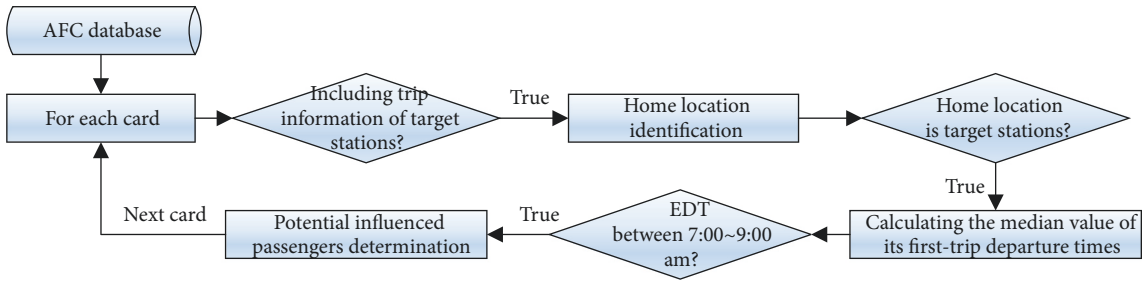 AFC database
For each card
Including trip
information of target
stations?
True
Home location
identification
Home location
is target stations?
True
Calculating the median value of
its first-trip departure times
EDT
between 7:00~9:00
am?
True
Potential influenced
passengers determination
Next card